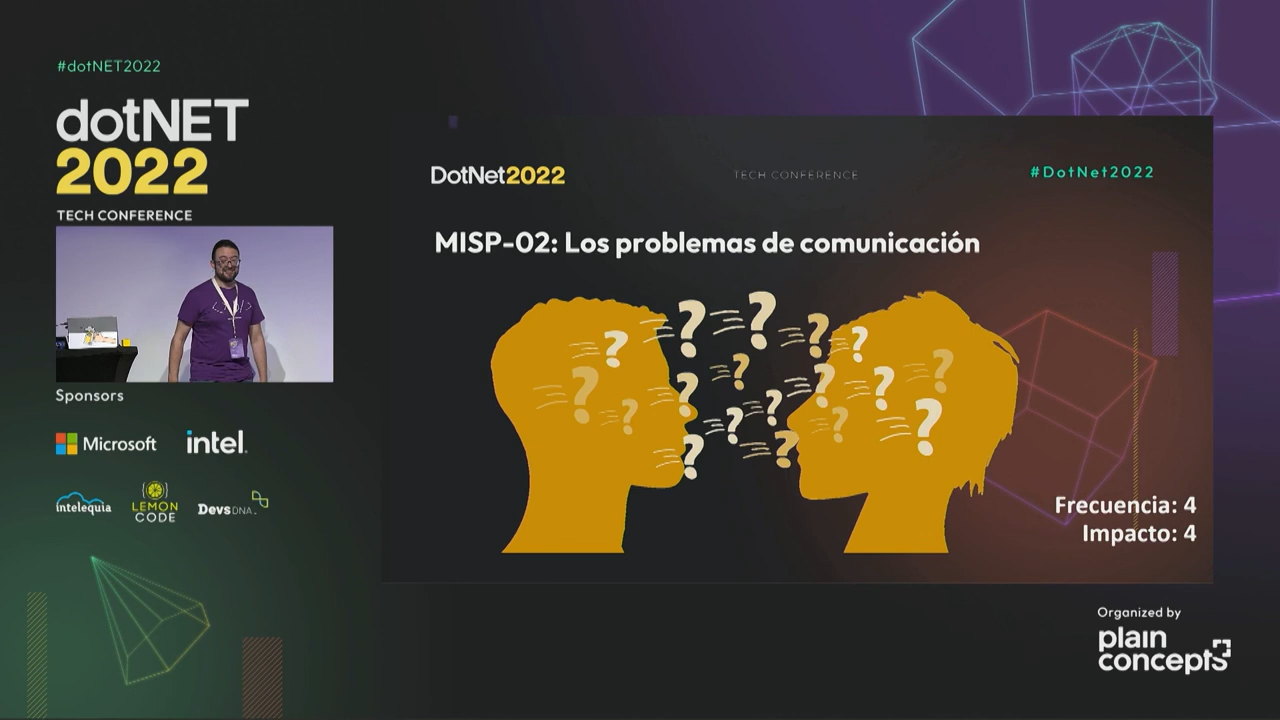 #dotNET2022
dotNET
2022
TECH CONFERENCE
Sponsors
Microsoft
intel.
intelequia
LEMON
CODE
DevsDNA.
DotNet2022
TECH CONFERENCE
#DotNet2022
MISP-02: Los problemas de comunicación
? ? ? ? ? ? ? ? ? ? ? ? ? ? ? ? ? ? ?
Frecuencia: 4
Impacto: 4
Organized by
plain
concepts